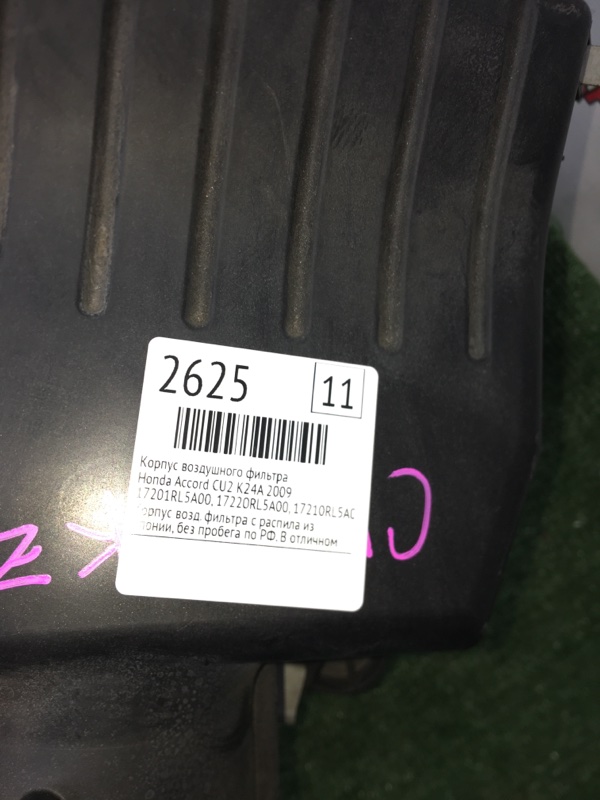 2625
11
Корпус воздушного фильтра
Honda Accord CU2 K24A 2009
17201RL5A00, 17220RL5A00, 17210RL5AC
орпус возд. фильтра с распила из
понии, без пробега по РФ. В отличном